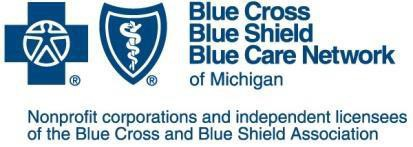 Blue Cross
Blue Shield
Blue Care Network
of Michigan
® ®
Nonprofit corporations and independent licensees
of the Blue Cross and Blue Shield Association